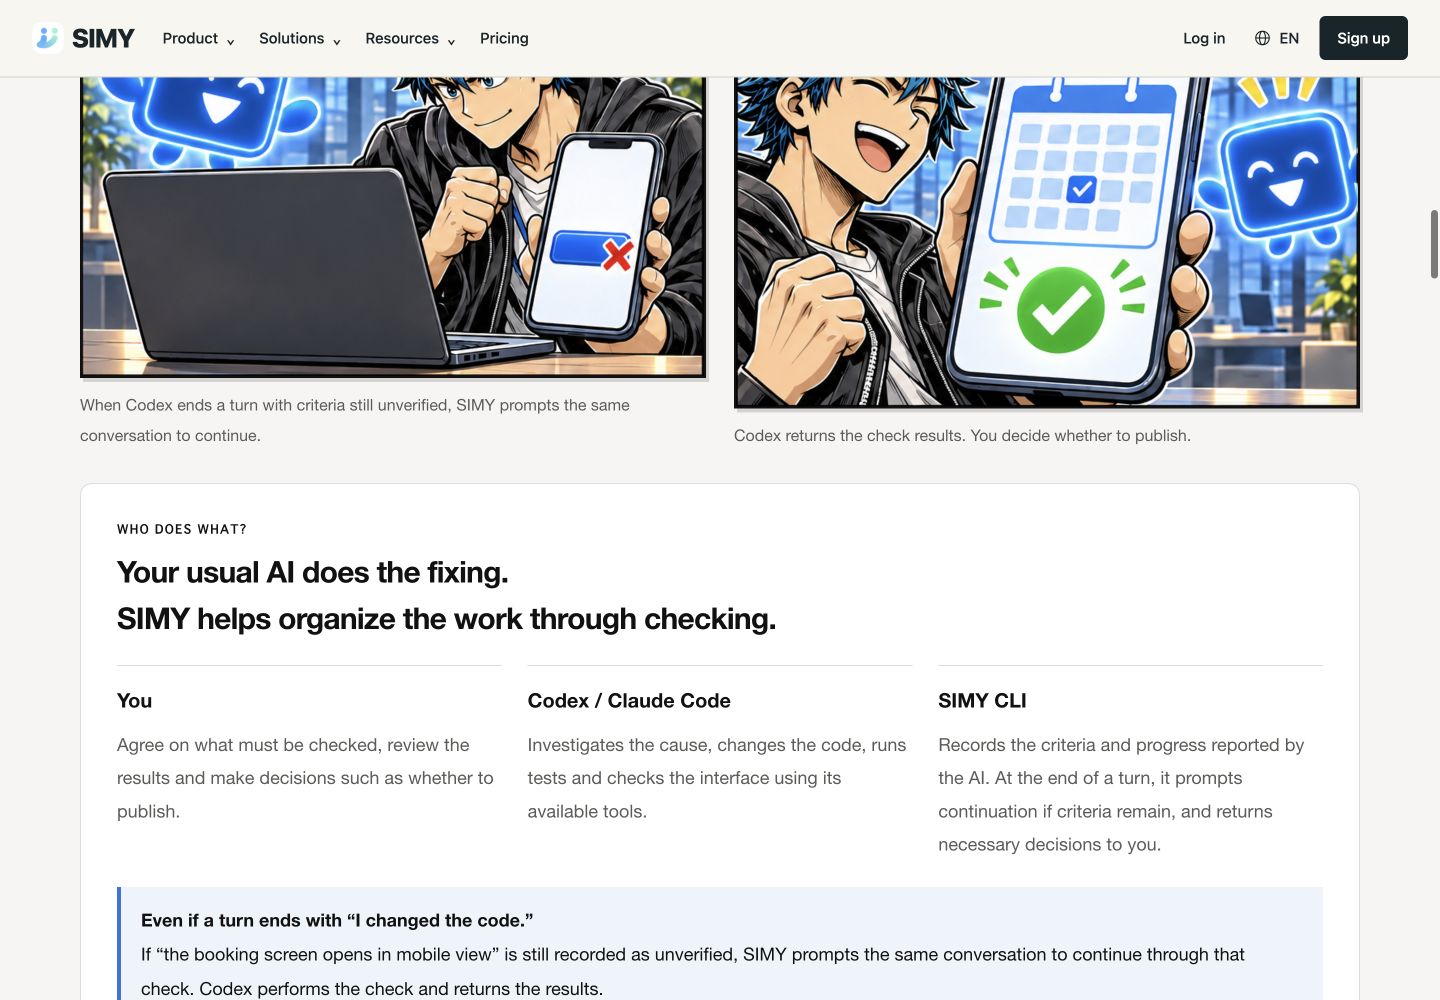 SIMY
Product
Solutions
Resources
Pricing
Log in
EN
Sign up
When Codex ends a turn with criteria still unverified, SIMY prompts the same
conversation to continue.
Codex returns the check results. You decide whether to publish.
WHO DOES WHAT?
Your usual AI does the fixing.
SIMY helps organize the work through checking.
You
Agree on what must be checked, review the
results and make decisions such as whether to
publish.
Codex / Claude Code
Investigates the cause, changes the code, runs
tests and checks the interface using its
available tools.
SIMY CLI
Records the criteria and progress reported by
the AI. At the end of a turn, it prompts
continuation if criteria remain, and returns
necessary decisions to you.
Even if a turn ends with “I changed the code.”
If “the booking screen opens in mobile view” is still recorded as unverified, SIMY prompts the same conversation to continue through that
check. Codex performs the check and returns the results.